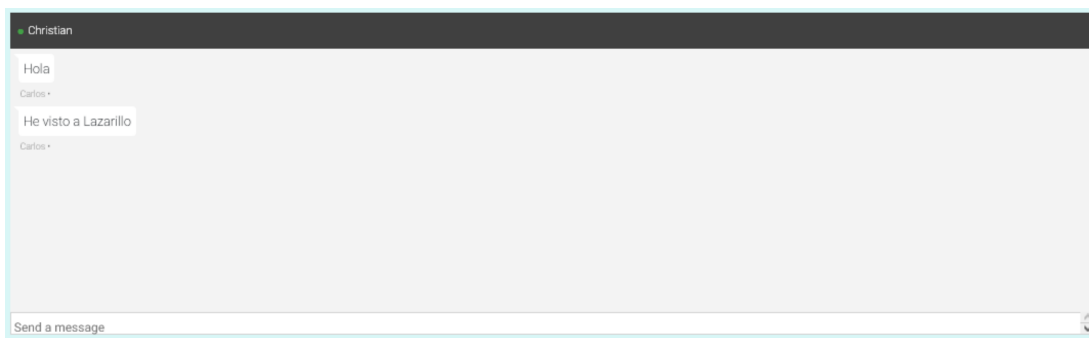 Christian
Hola
Carlos •
He visto a Lazarillo
Carlos •
Send a message